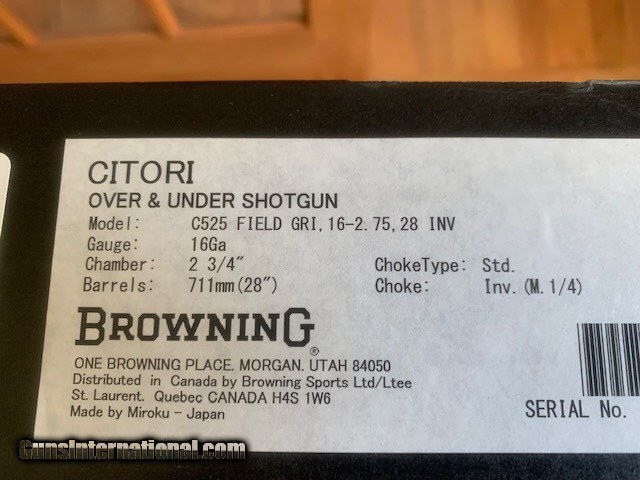 CITORI
OVER & UNDER SHOTGUN
Model: C525 FIELD GRI,16-2.75,28 INV
Gauge: 16Ga
Chamber: 2 3/4" ChokeType: Std.
Barrels: 711mm(28") Choke: Inv.(M.1/4)
BROWNING®
ONE BROWNING PLACE. MORGAN. UTAH 84050
Distributed in Canada by Browning Sports Ltd/Ltee
St. Laurent. Quebec CANADA H4S 1W6
Made by Miroku - Japan
SERIAL No.
GunsInternational.com